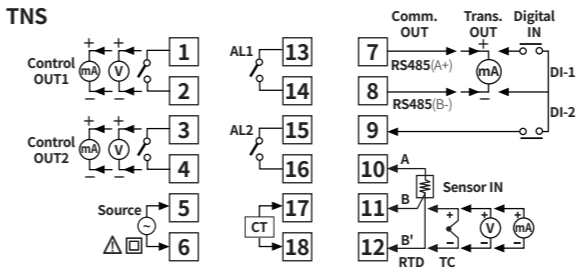 TNS
Comm. OUT
Trans. OUT
Digital IN
Control OUT1
+ +
mA V
− −
1
2
AL1
13
14
7
8
9
RS485(A+)
RS485(B-)
+
mA
−
DI-1
DI-2
Control OUT2
+ +
mA V
− −
3
4
AL2
15
16
10
11
12
A
B
B'
Sensor IN
+ + +
V mA
− − −
RTD
TC
Source
~
5
6
!
CT
17
18